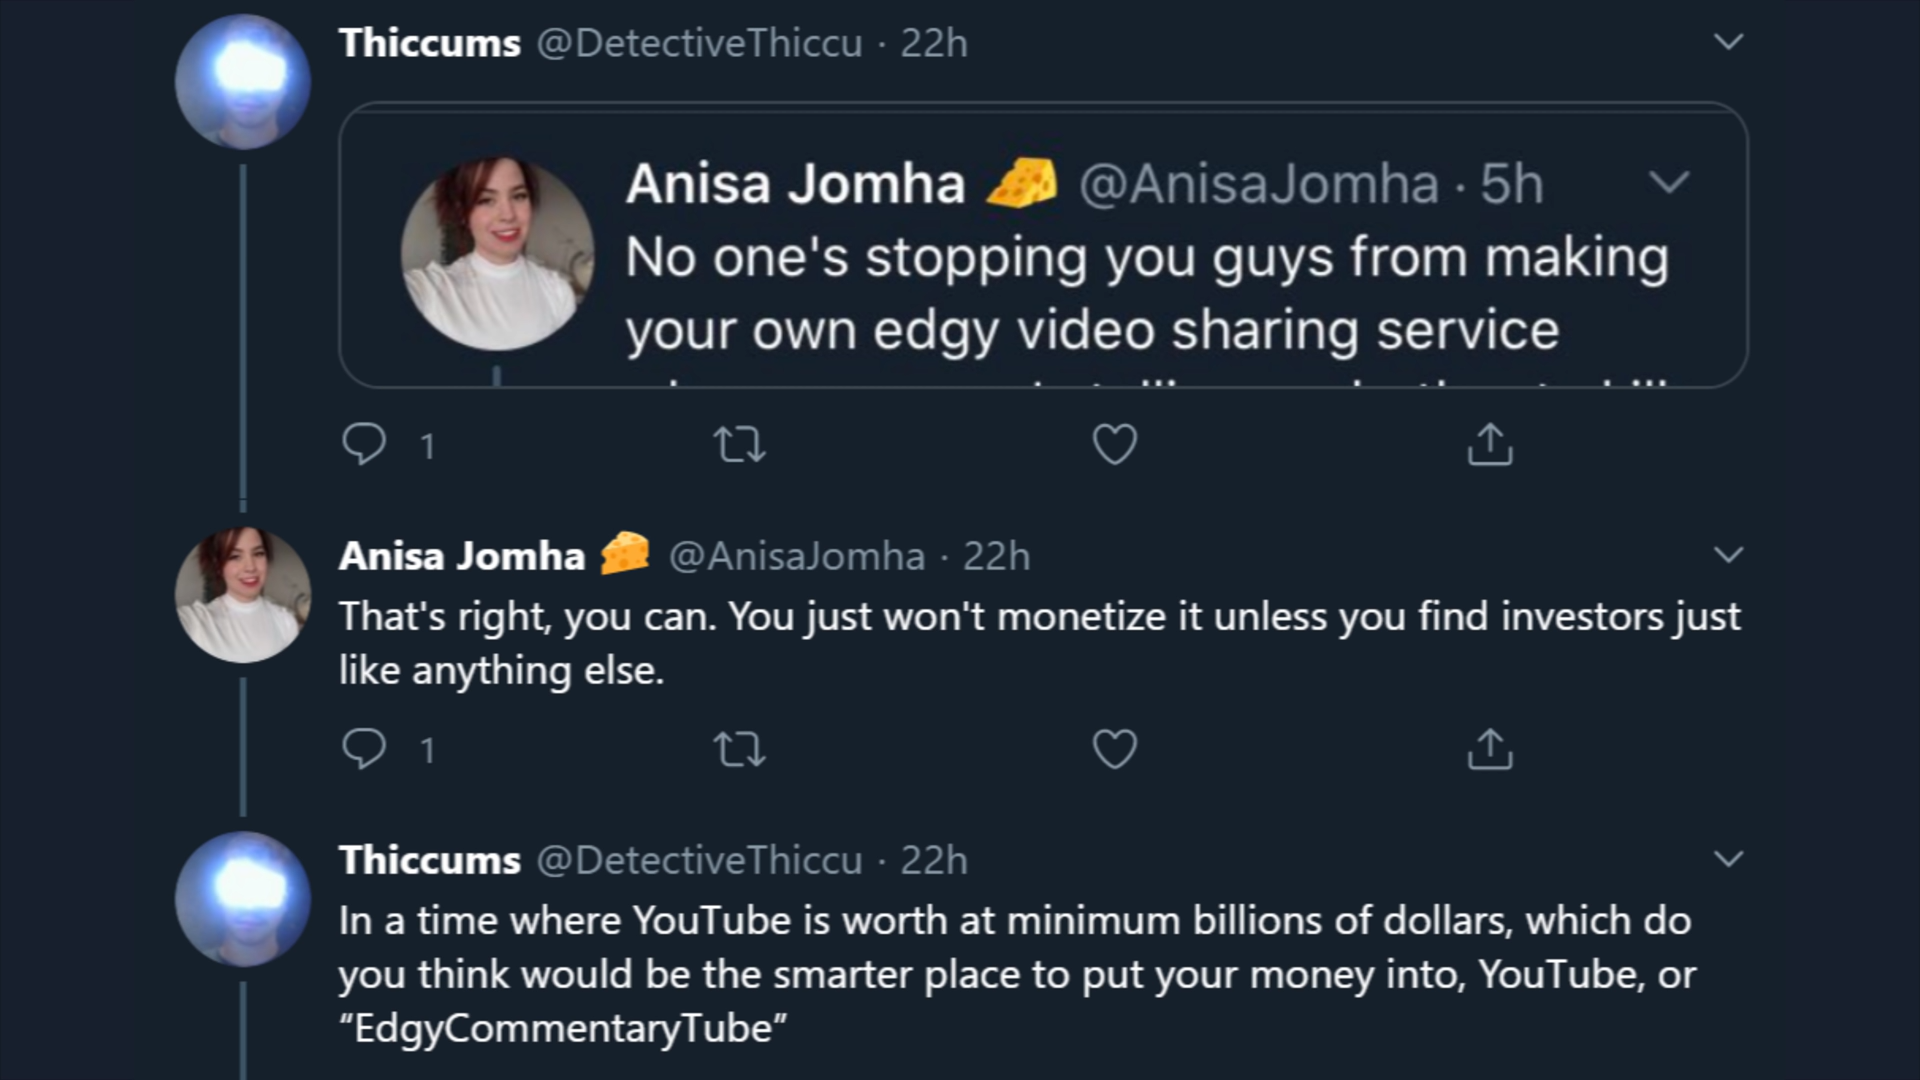 Thiccums @DetectiveThiccu · 22h
Anisa Jomha 🧀 @AnisaJomha · 5h
No one's stopping you guys from making
your own edgy video sharing service
1
Anisa Jomha 🧀 @AnisaJomha · 22h
That's right, you can. You just won't monetize it unless you find investors just
like anything else.
1
Thiccums @DetectiveThiccu · 22h
In a time where YouTube is worth at minimum billions of dollars, which do
you think would be the smarter place to put your money into, YouTube, or
“EdgyCommentaryTube”